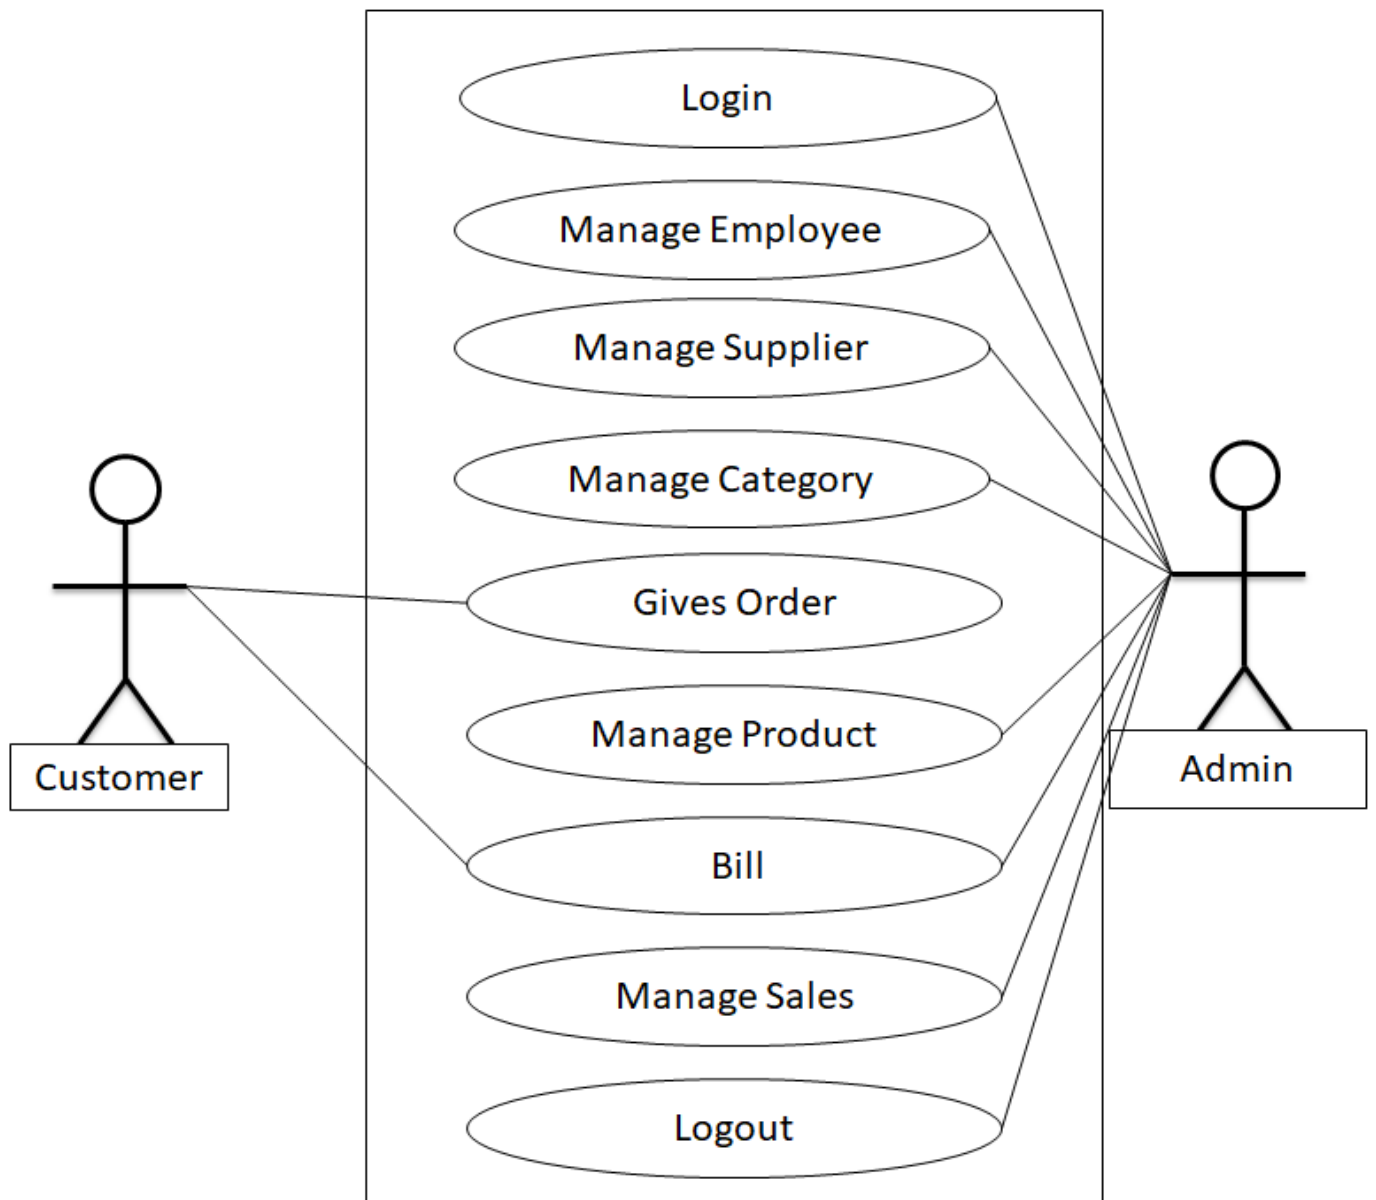 Login
Manage Employee
Manage Supplier
Manage Category
Gives Order
Manage Product
Customer
Admin
Bill
Manage Sales
Logout